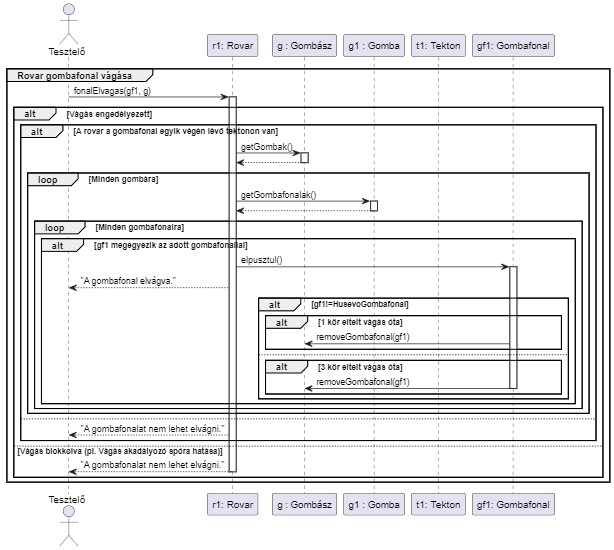 Tesztelő
r1: Rovar
g : Gombász
g1 : Gomba
t1: Tekton
gf1: Gombafonal
Rovar gombafonal vágása
fonalElvagas(gf1, g)
alt [Vágás engedélyezett]
alt [A rovar a gombafonal egyik végén lévő tektonon van]
getGombak()
loop [Minden gombára]
getGombafonalak()
loop [Minden gombafonalra]
alt [gf1 megegyezik az adott gombafonallal]
elpusztul()
"A gombafonal elvágva."
alt [gf1!=HusevoGombafonal]
alt [1 kör eltelt vágás óta]
removeGombafonal(gf1)
alt [3 kör eltelt vágás óta]
removeGombafonal(gf1)
"A gombafonalat nem lehet elvágni."
[Vágás blokkolva (pl. Vágás akadályozó spóra hatása)]
"A gombafonalat nem lehet elvágni."
Tesztelő
r1: Rovar
g : Gombász
g1 : Gomba
t1: Tekton
gf1: Gombafonal